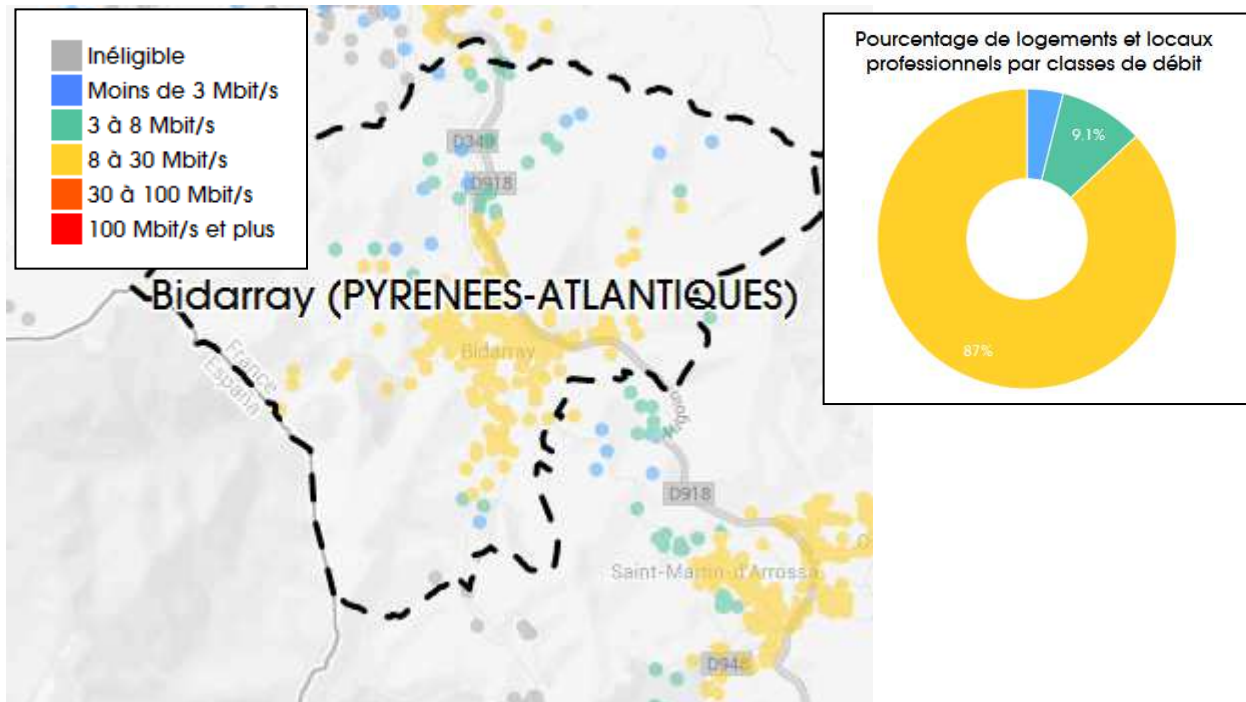 Inéligible
Moins de 3 Mbit/s
3 à 8 Mbit/s
8 à 30 Mbit/s
30 à 100 Mbit/s
100 Mbit/s et plus
Pourcentage de logements et locaux
professionnels par classes de débit
9.1%
87%
D349
D918
Bidarray (PYRENEES-ATLANTIQUES)
Bidarray
France
España
D918
Saint-Martin-d'Arrossa
D948